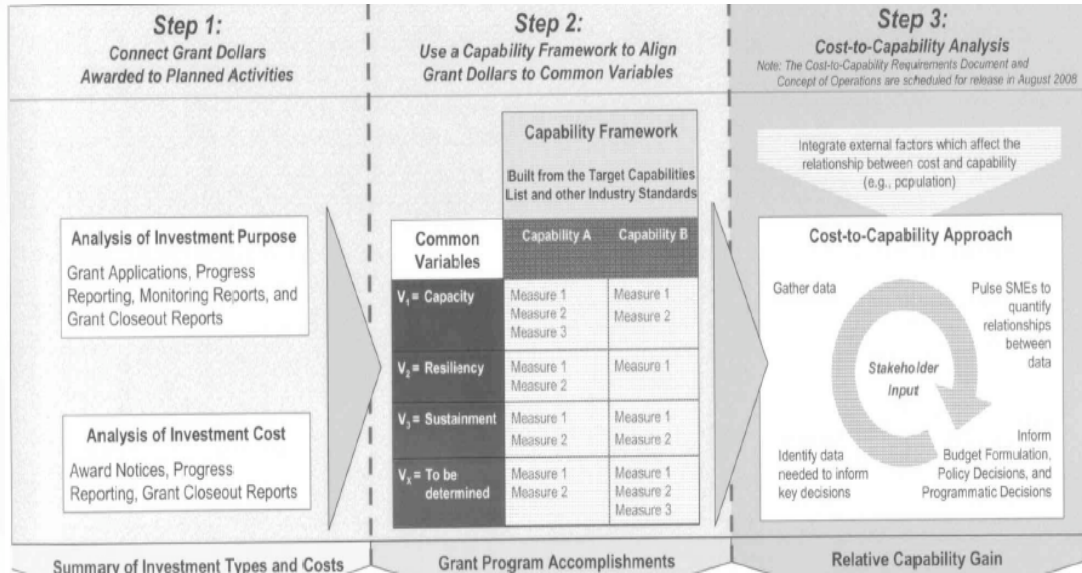 Step 1:
Connect Grant Dollars
Awarded to Planned Activities
Analysis of Investment Purpose
Grant Applications, Progress
Reporting, Monitoring Reports, and
Grant Closeout Reports
Analysis of Investment Cost
Award Notices, Progress
Reporting, Grant Closeout Reports
Summary of Investment Types and Costs
Step 2:
Use a Capability Framework to Align
Grant Dollars to Common Variables
Capability Framework
Built from the Target Capabilities
List and other Industry Standards
Common
Variables
Capability A
Capability B
V₁ = Capacity
Measure 1
Measure 2
Measure 3
Measure 1
Measure 2
V₂ = Resiliency
Measure 1
Measure 2
Measure 1
V₃ = Sustainment
Measure 1
Measure 2
Measure 1
Measure 2
Vₓ = To be
determined
Measure 1
Measure 2
Measure 1
Measure 2
Measure 3
Grant Program Accomplishments
Step 3:
Cost-to-Capability Analysis
Note: The Cost-to-Capability Requirements Document and
Concept of Operations are scheduled for release in August 2008
Integrate external factors which affect the
relationship between cost and capability
(e.g., population)
Cost-to-Capability Approach
Gather data
Pulse SMEs to
quantify
relationships
between
data
Stakeholder
Input
Identify data
needed to inform
key decisions
Inform
Budget Formulation,
Policy Decisions, and
Programmatic Decisions
Relative Capability Gain